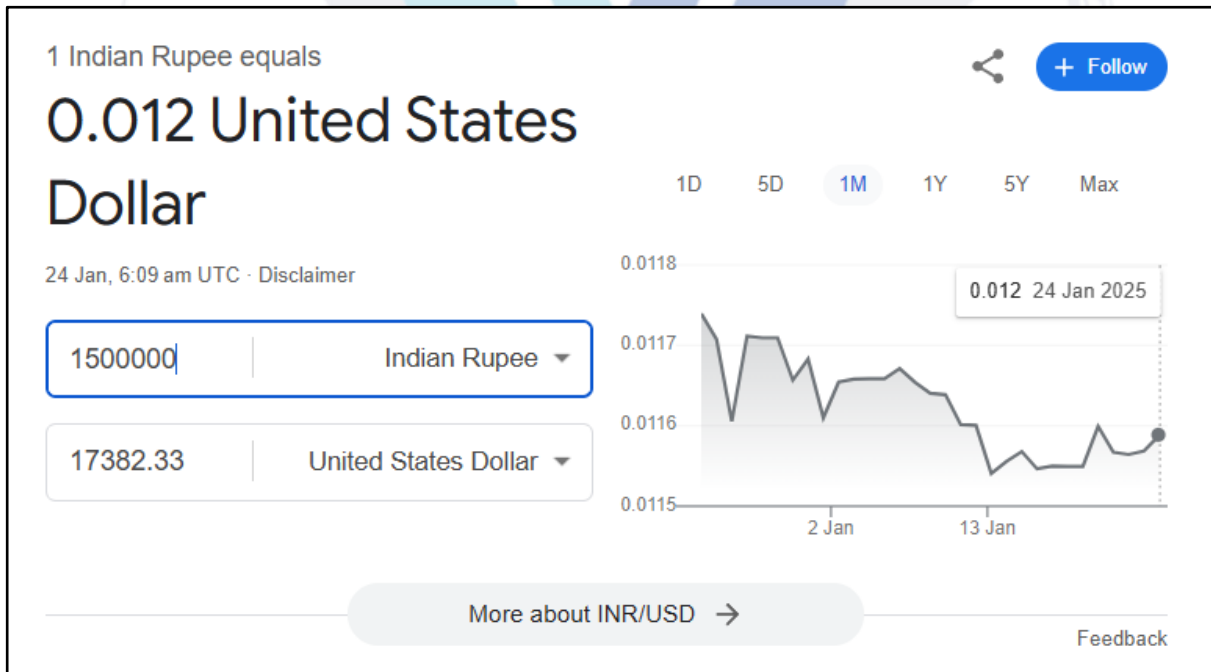 1 Indian Rupee equals
0.012 United States
Dollar
24 Jan, 6:09 am UTC · Disclaimer
1500000 Indian Rupee
17382.33 United States Dollar
+ Follow
1D 5D 1M 1Y 5Y Max
0.0118
0.012 24 Jan 2025
0.0117
0.0116
0.0115
2 Jan 13 Jan
More about INR/USD →
Feedback